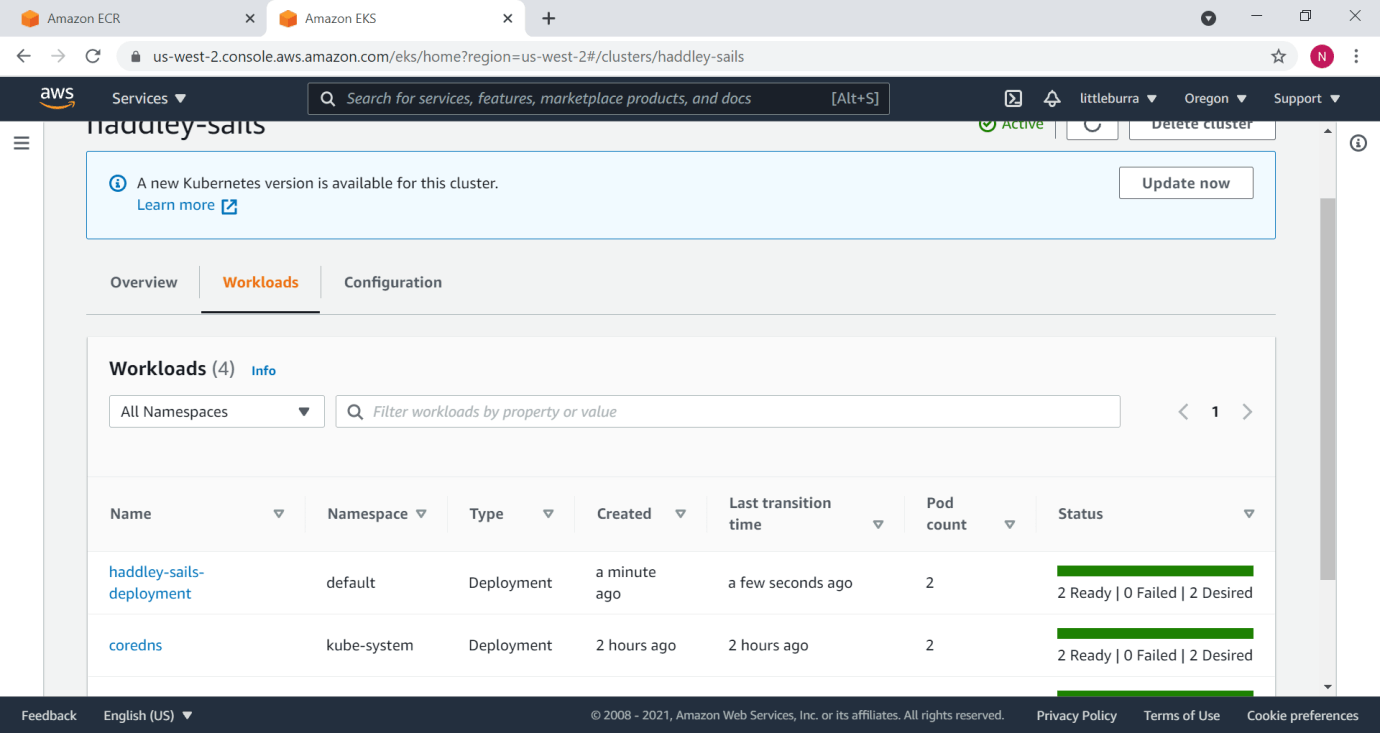 Amazon ECR
Amazon EKS
us-west-2.console.aws.amazon.com/eks/home?region=us-west-2#/clusters/haddley-sails
N
aws
Services
Search for services, features, marketplace products, and docs
[Alt+S]
littleburra
Oregon
Support
haddley-sails
Active
Delete cluster
A new Kubernetes version is available for this cluster.
Learn more
Update now
Overview
Workloads
Configuration
Workloads (4) Info
All Namespaces
Filter workloads by property or value
1
Name
Namespace
Type
Created
Last transition
time
Pod
count
Status
haddley-sails-
deployment
default
Deployment
a minute
ago
a few seconds ago
2
2 Ready | 0 Failed | 2 Desired
coredns
kube-system
Deployment
2 hours ago
2 hours ago
2
2 Ready | 0 Failed | 2 Desired
Feedback
English (US)
© 2008 - 2021, Amazon Web Services, Inc. or its affiliates. All rights reserved.
Privacy Policy
Terms of Use
Cookie preferences